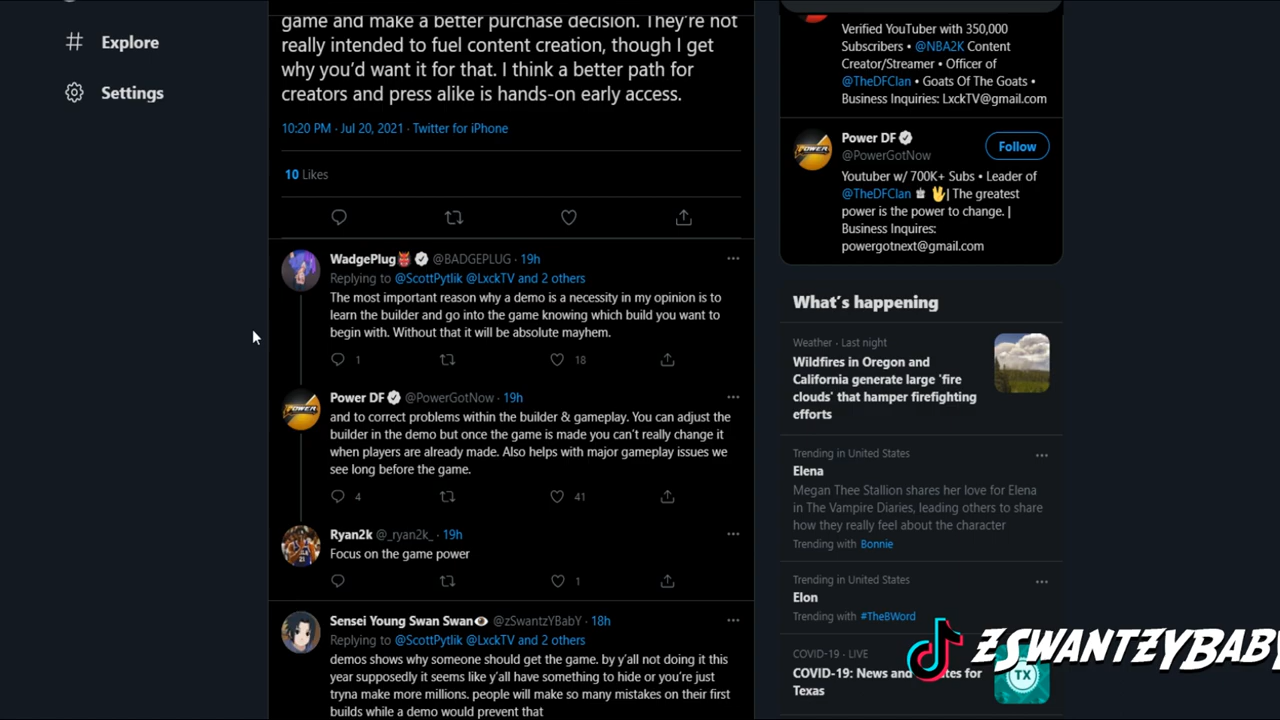 Explore
Settings
game and make a better purchase decision. They're not
really intended to fuel content creation, though I get
why you'd want it for that. I think a better path for
creators and press alike is hands-on early access.
10:20 PM · Jul 20, 2021 · Twitter for iPhone
10 Likes
WadgePlug👹 @BADGEPLUG · 19h
Replying to @ScottPytlik @LxckTV and 2 others
The most important reason why a demo is a necessity in my opinion is to
learn the builder and go into the game knowing which build you want to
begin with. Without that it will be absolute mayhem.
1 18
Power DF @PowerGotNow · 19h
and to correct problems within the builder & gameplay. You can adjust the
builder in the demo but once the game is made you can't really change it
when players are already made. Also helps with major gameplay issues we
see long before the game.
4 41
Ryan2k @_ryan2k_ · 19h
Focus on the game power
1
Sensei Young Swan Swan👁 @zSwantzYBabY · 18h
Replying to @ScottPytlik @LxckTV and 2 others
demos shows why someone should get the game. by y'all not doing it this
year supposedly it seems like y'all have something to hide or you're just
tryna make more millions. people will make so many mistakes on their first
builds while a demo would prevent that
Verified YouTuber with 350,000
Subscribers • @NBA2K Content
Creator/Streamer • Officer of
@TheDFClan • Goats Of The Goats •
Business Inquiries: LxckTV@gmail.com
POWER
Power DF
Follow
@PowerGotNow
Youtuber w/ 700K+ Subs • Leader of
@TheDFClan | The greatest
power is the power to change. |
Business Inquires:
powergotnext@gmail.com
What's happening
Weather · Last night
Wildfires in Oregon and
California generate large 'fire
clouds' that hamper firefighting
efforts
Trending in United States
Elena
Megan Thee Stallion shares her love for Elena
in The Vampire Diaries, leading others to share
how they really feel about the character
Trending with Bonnie
Trending in United States
Elon
Trending with #TheBWord
COVID-19 · LIVE
COVID-19: News and for
Texas
TX
ZSWANTZYBABY